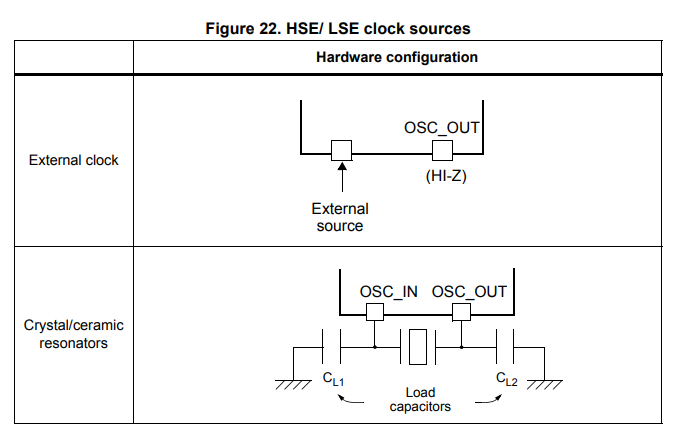 Figure 22. HSE/ LSE clock sources
Hardware configuration
External clock
OSC_OUT
(HI-Z)
External
source
Crystal/ceramic
resonators
OSC_IN OSC_OUT
CL1
CL2
Load
capacitors